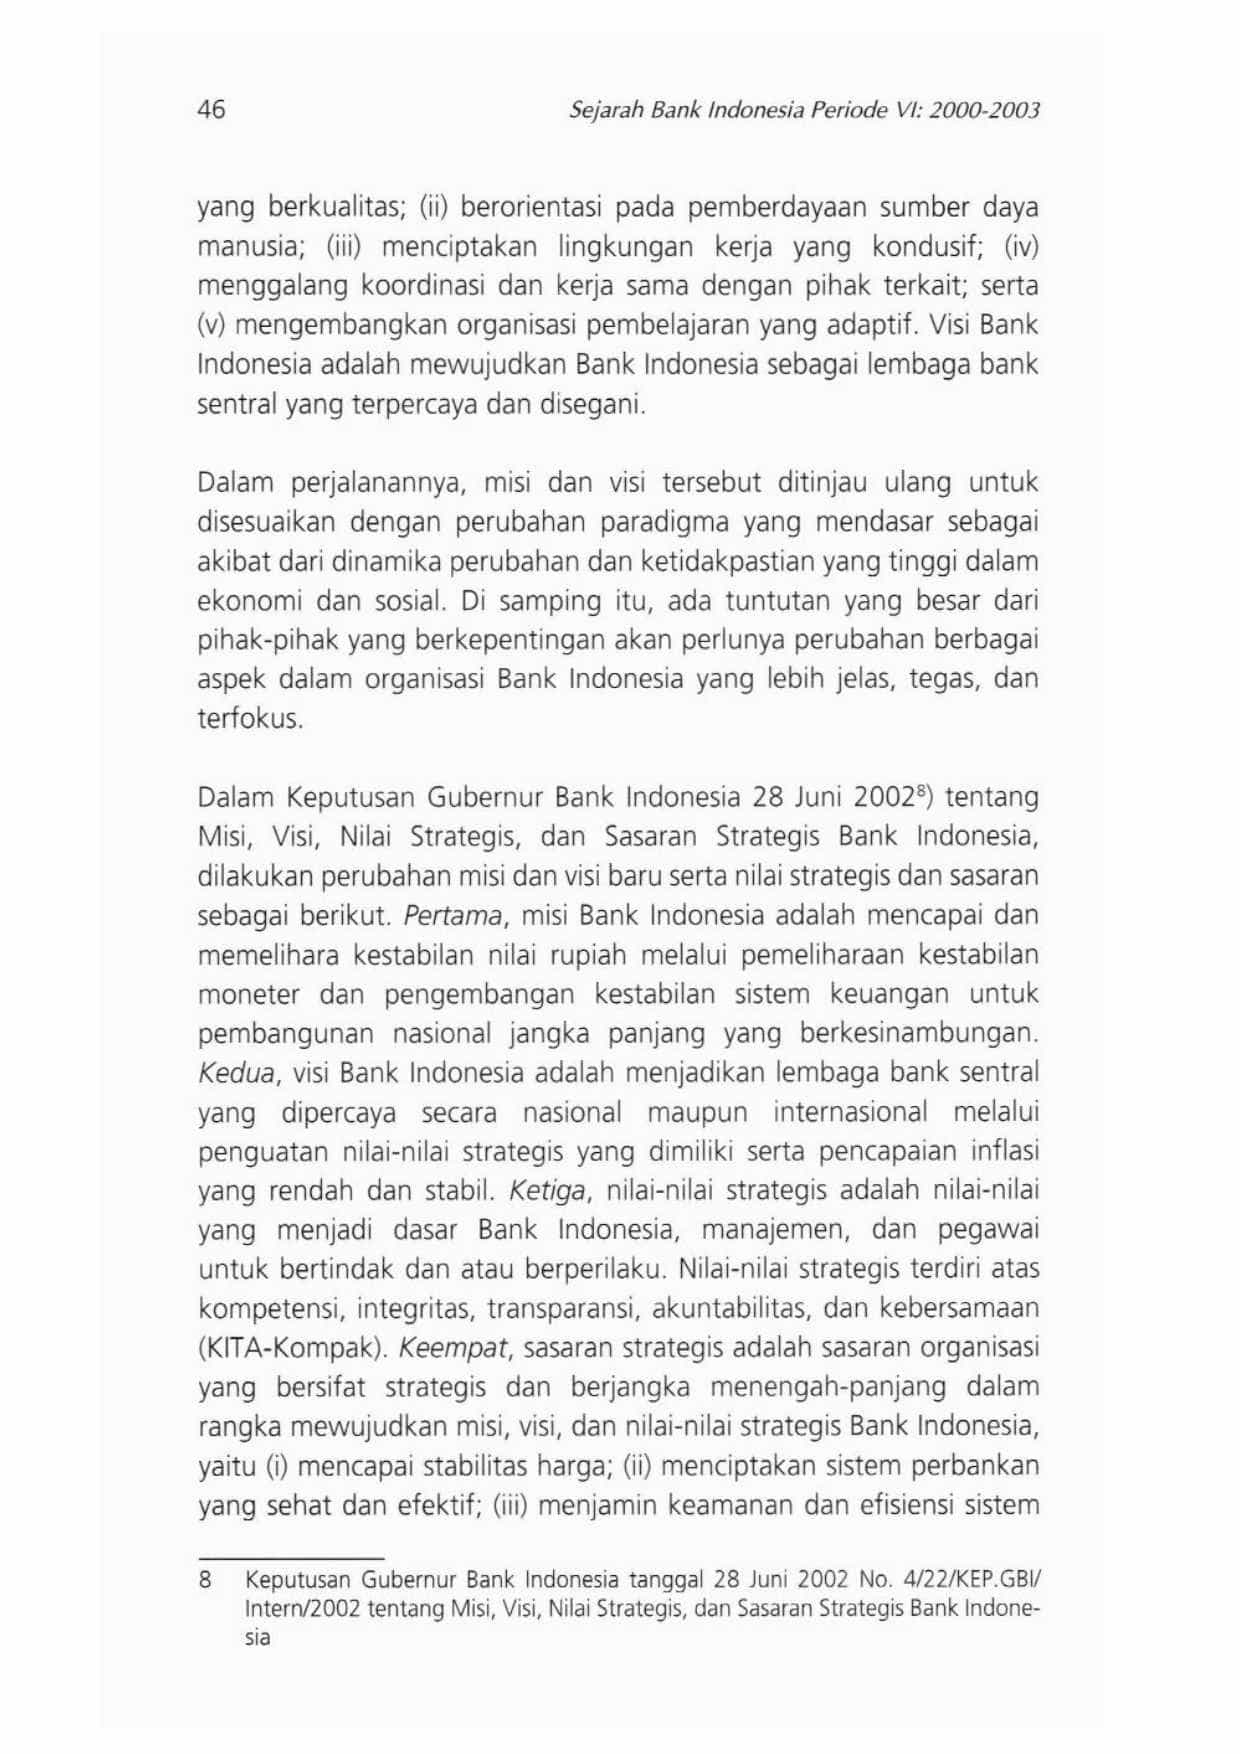 46
Sejarah Bank Indonesia Periode VI: 2000-2003
yang berkualitas; (ii) berorientasi pada pemberdayaan sumber daya
manusia; (iii) menciptakan lingkungan kerja yang kondusif; (iv)
menggalang koordinasi dan kerja sama dengan pihak terkait; serta
(v) mengembangkan organisasi pembelajaran yang adaptif. Visi Bank
Indonesia adalah mewujudkan Bank Indonesia sebagai lembaga bank
sentral yang terpercaya dan disegani.
Dalam perjalanannya, misi dan visi tersebut ditinjau ulang untuk
disesuaikan dengan perubahan paradigma yang mendasar sebagai
akibat dari dinamika perubahan dan ketidakpastian yang tinggi dalam
ekonomi dan sosial. Di samping itu, ada tuntutan yang besar dari
pihak-pihak yang berkepentingan akan perlunya perubahan berbagai
aspek dalam organisasi Bank Indonesia yang lebih jelas, tegas, dan
terfokus.
Dalam Keputusan Gubernur Bank Indonesia 28 Juni 2002⁸) tentang
Misi, Visi, Nilai Strategis, dan Sasaran Strategis Bank Indonesia,
dilakukan perubahan misi dan visi baru serta nilai strategis dan sasaran
sebagai berikut. Pertama, misi Bank Indonesia adalah mencapai dan
memelihara kestabilan nilai rupiah melalui pemeliharaan kestabilan
moneter dan pengembangan kestabilan sistem keuangan untuk
pembangunan nasional jangka panjang yang berkesinambungan.
Kedua, visi Bank Indonesia adalah menjadikan lembaga bank sentral
yang dipercaya secara nasional maupun internasional melalui
penguatan nilai-nilai strategis yang dimiliki serta pencapaian inflasi
yang rendah dan stabil. Ketiga, nilai-nilai strategis adalah nilai-nilai
yang menjadi dasar Bank Indonesia, manajemen, dan pegawai
untuk bertindak dan atau berperilaku. Nilai-nilai strategis terdiri atas
kompetensi, integritas, transparansi, akuntabilitas, dan kebersamaan
(KITA-Kompak). Keempat, sasaran strategis adalah sasaran organisasi
yang bersifat strategis dan berjangka menengah-panjang dalam
rangka mewujudkan misi, visi, dan nilai-nilai strategis Bank Indonesia,
yaitu (i) mencapai stabilitas harga; (ii) menciptakan sistem perbankan
yang sehat dan efektif; (iii) menjamin keamanan dan efisiensi sistem
8 Keputusan Gubernur Bank Indonesia tanggal 28 Juni 2002 No. 4/22/KEP.GBI/
Intern/2002 tentang Misi, Visi, Nilai Strategis, dan Sasaran Strategis Bank Indone-
sia